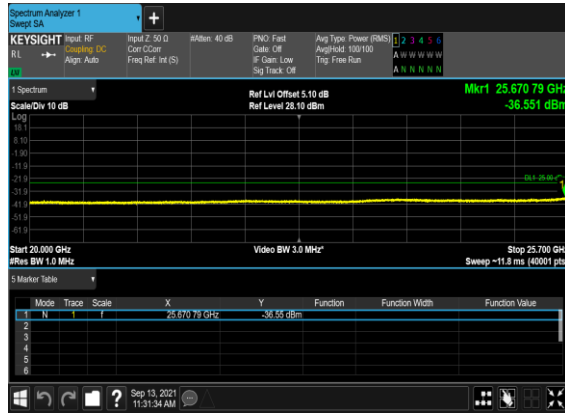 Spectrum Analyzer 1
Swept SA
+
KEYSIGHT Input: RF Input Z: 50 Ω #Atten: 40 dB PNO: Fast Avg Type: Power (RMS) 1 2 3 4 5 6
RL Coupling: DC Corr CCorr Gate: Off Avg|Hold: 100/100 A W W W W W
Align: Auto Freq Ref: Int (S) IF Gain: Low Trig: Free Run
LW Sig Track: Off A N N N N N
1 Spectrum Ref Lvl Offset 5.10 dB Mkr1 25.670 79 GHz
Scale/Div 10 dB Ref Level 28.10 dBm -36.551 dBm
Log
18.1
8.10
-1.90
-11.9
-21.9 DL1 -25.00
-31.9 1
-41.9
-51.9
-61.9
Start 20.000 GHz Video BW 3.0 MHz* Stop 25.700 GH
#Res BW 1.0 MHz Sweep ~11.8 ms (40001 pts
5 Marker Table
Mode Trace Scale X Y Function Function Width Function Value
1 N 1 f 25.670 79 GHz -36.55 dBm
2
3
4
5
6
? Sep 13, 2021
11:31:34 AM